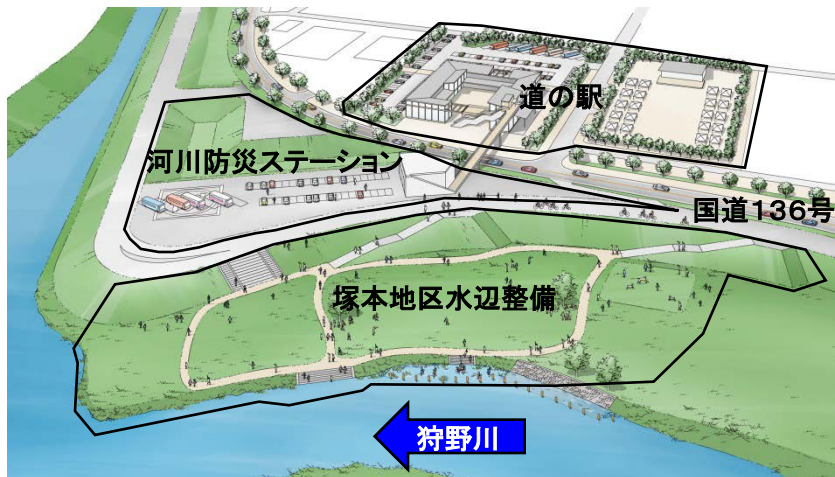 道の駅
河川防災ステーション
国道136号
塚本地区水辺整備
狩野川